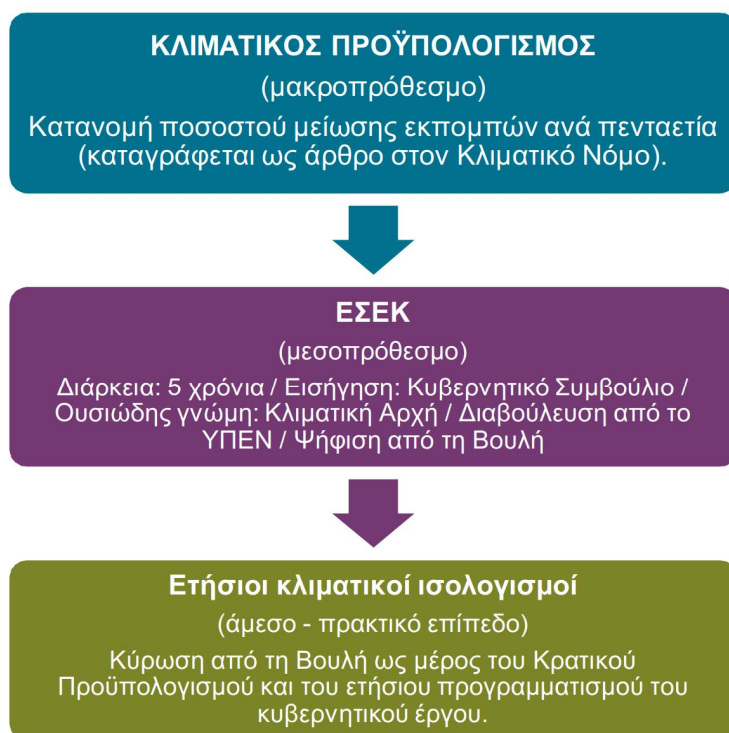 ΚΛΙΜΑΤΙΚΟΣ ΠΡΟΫΠΟΛΟΓΙΣΜΟΣ
(μακροπρόθεσμο)
Κατανομή ποσοστού μείωσης εκπομπών ανά πενταετία
(καταγράφεται ως άρθρο στον Κλιματικό Νόμο).
ΕΣΕΚ
(μεσοπρόθεσμο)
Διάρκεια: 5 χρόνια / Εισήγηση: Κυβερνητικό Συμβούλιο /
Ουσιώδης γνώμη: Κλιματική Αρχή / Διαβούλευση από το
ΥΠΕΝ / Ψήφιση από τη Βουλή
Ετήσιοι κλιματικοί ισολογισμοί
(άμεσο - πρακτικό επίπεδο)
Κύρωση από τη Βουλή ως μέρος του Κρατικού
Προϋπολογισμού και του ετήσιου προγραμματισμού του
κυβερνητικού έργου.